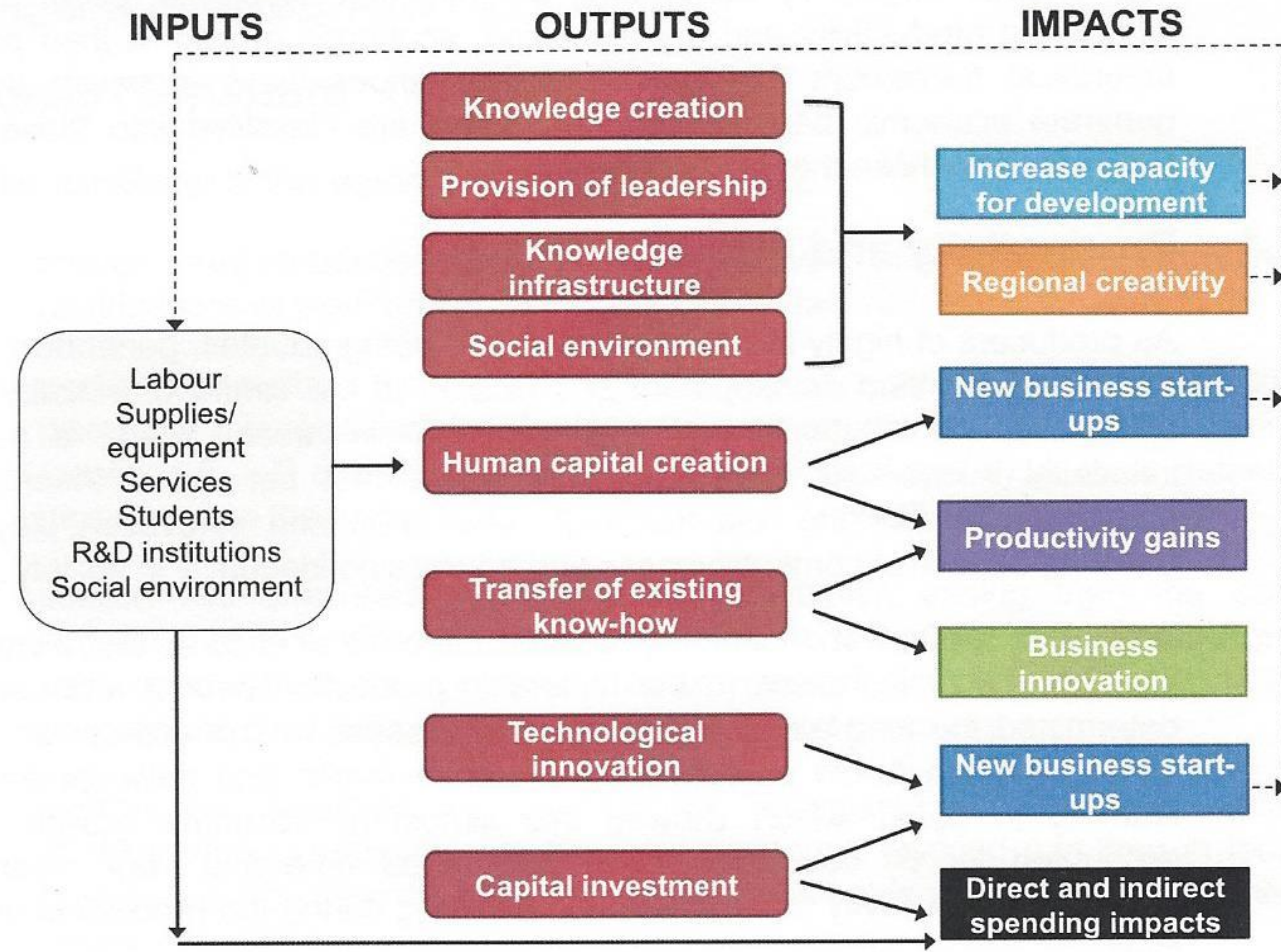 INPUTS
OUTPUTS
IMPACTS
Knowledge creation
Provision of leadership
Knowledge
infrastructure
Social environment
Human capital creation
Transfer of existing
know-how
Technological
innovation
Capital investment
Labour
Supplies/
equipment
Services
Students
R&D institutions
Social environment
Increase capacity
for development
Regional creativity
New business start-
ups
Productivity gains
Business
innovation
New business start-
ups
Direct and indirect
spending impacts